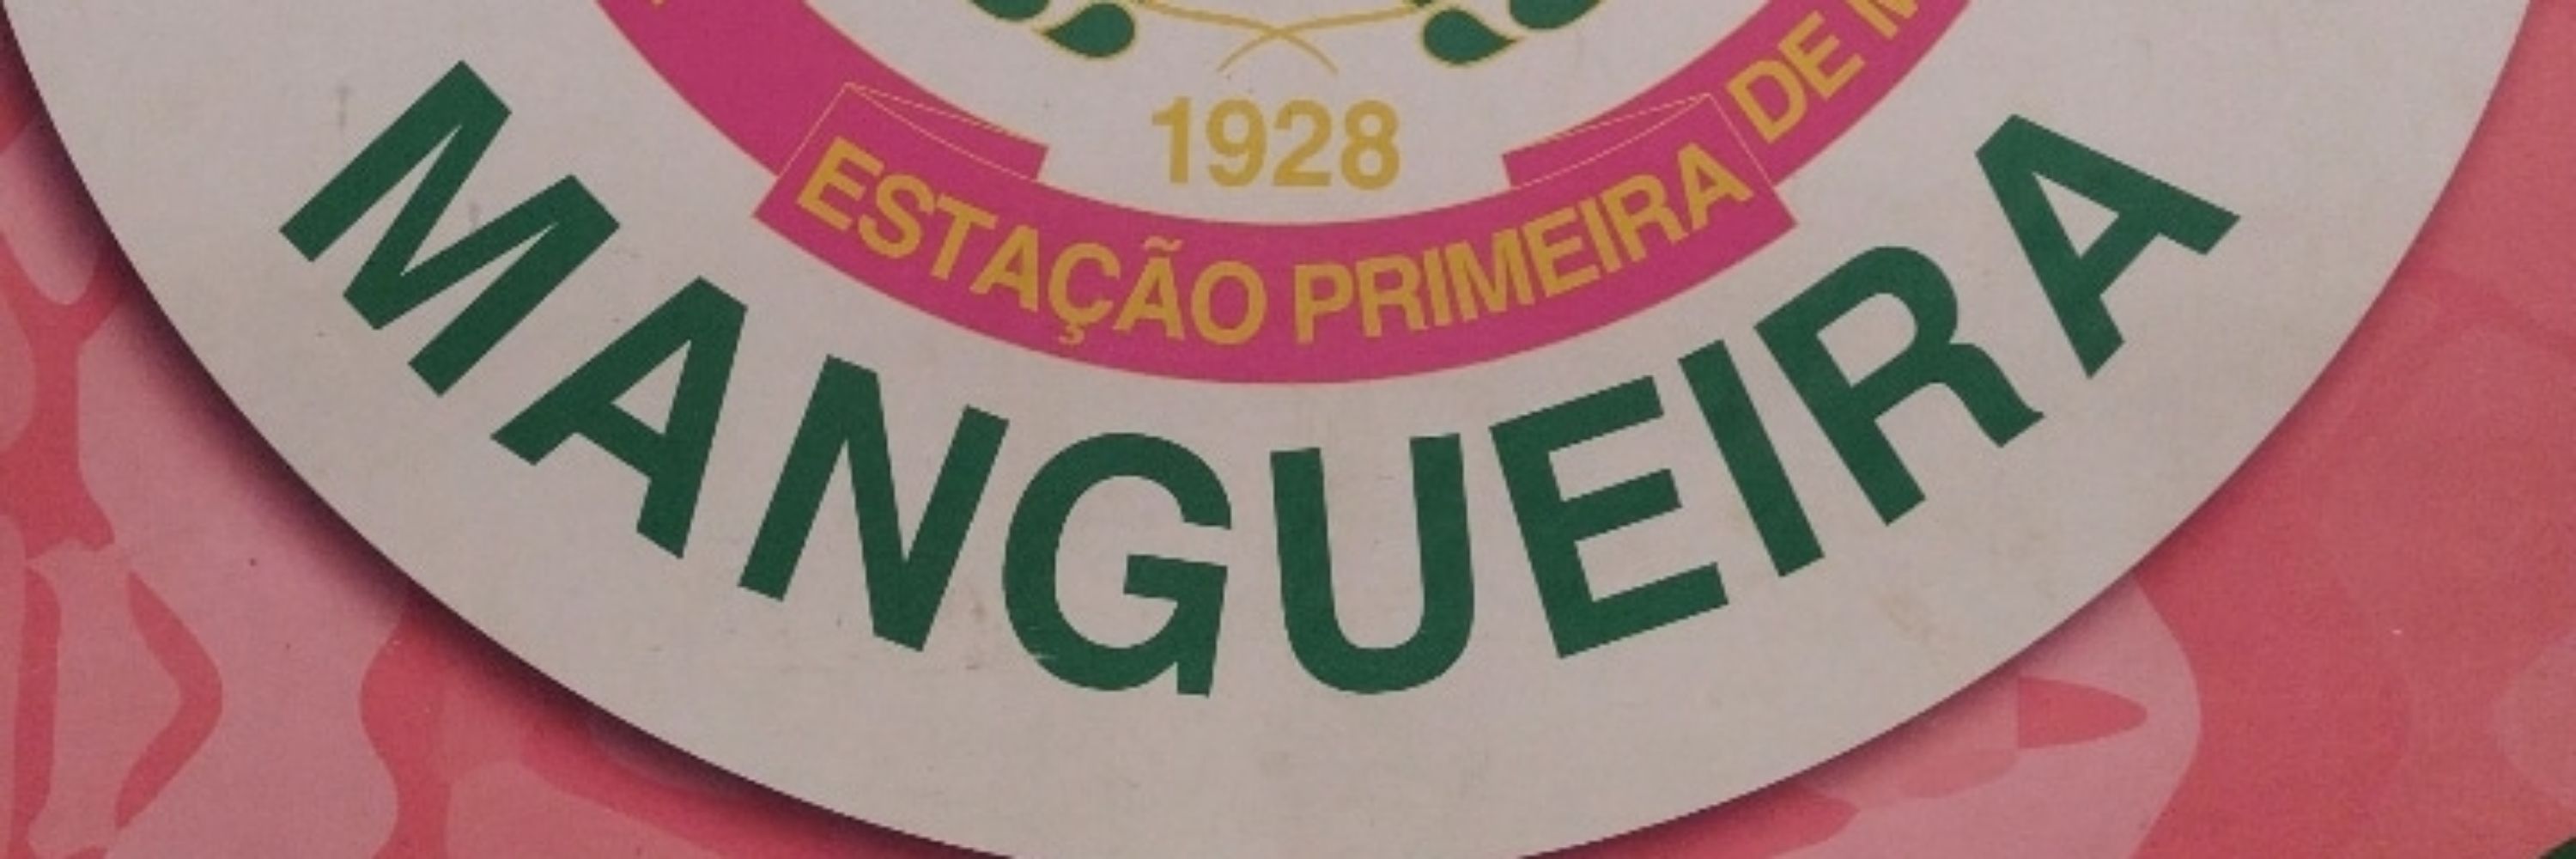 1928
ESTAÇÃO PRIMEIRA DE
MANGUEIRA